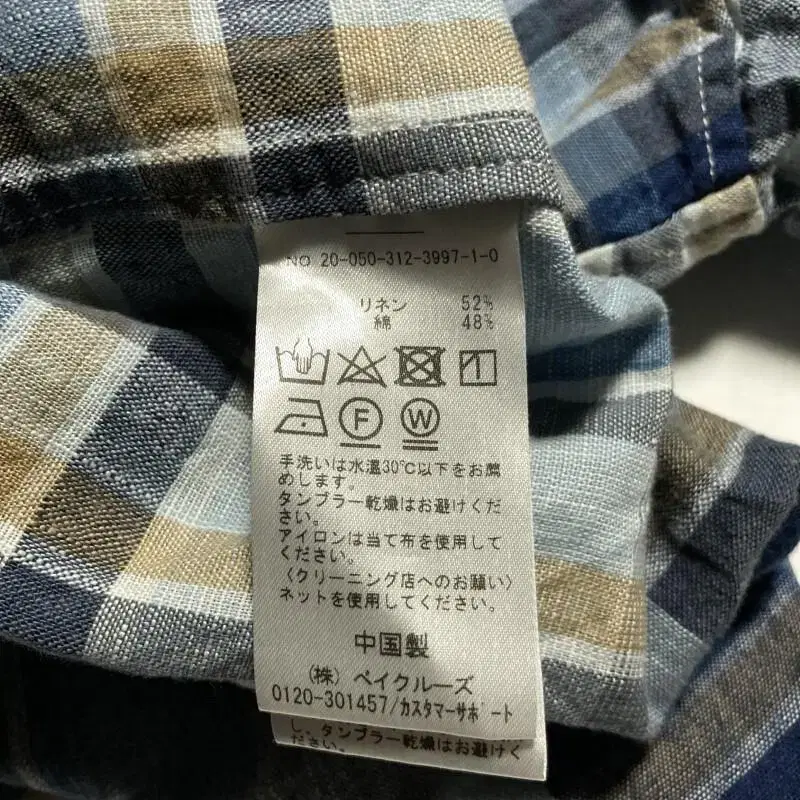 NO 20-050-312-3997-1-0
リネン 52%
綿 48%
F W
手洗いは水温30℃以下をお薦
めします。
タンブラー乾燥はお避けくだ
さい。
アイロンは当て布を使用して
ください。
〈クリーニング店へのお願い〉
ネットを使用してください。
中国製
(株) ベイクルーズ
0120-301457/カスタマーサポート
し。タンブラー乾燥はお避けく
ださい。